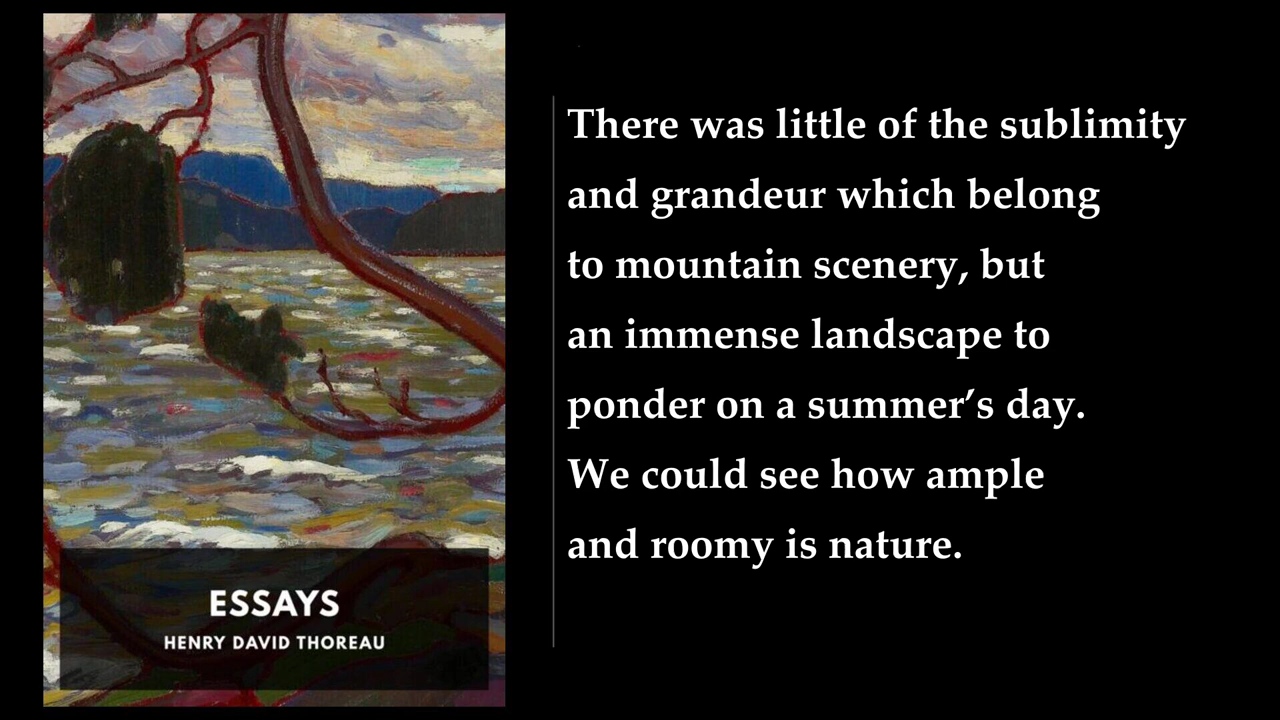 ESSAYS
HENRY DAVID THOREAU
There was little of the sublimity
and grandeur which belong
to mountain scenery, but
an immense landscape to
ponder on a summer’s day.
We could see how ample
and roomy is nature.